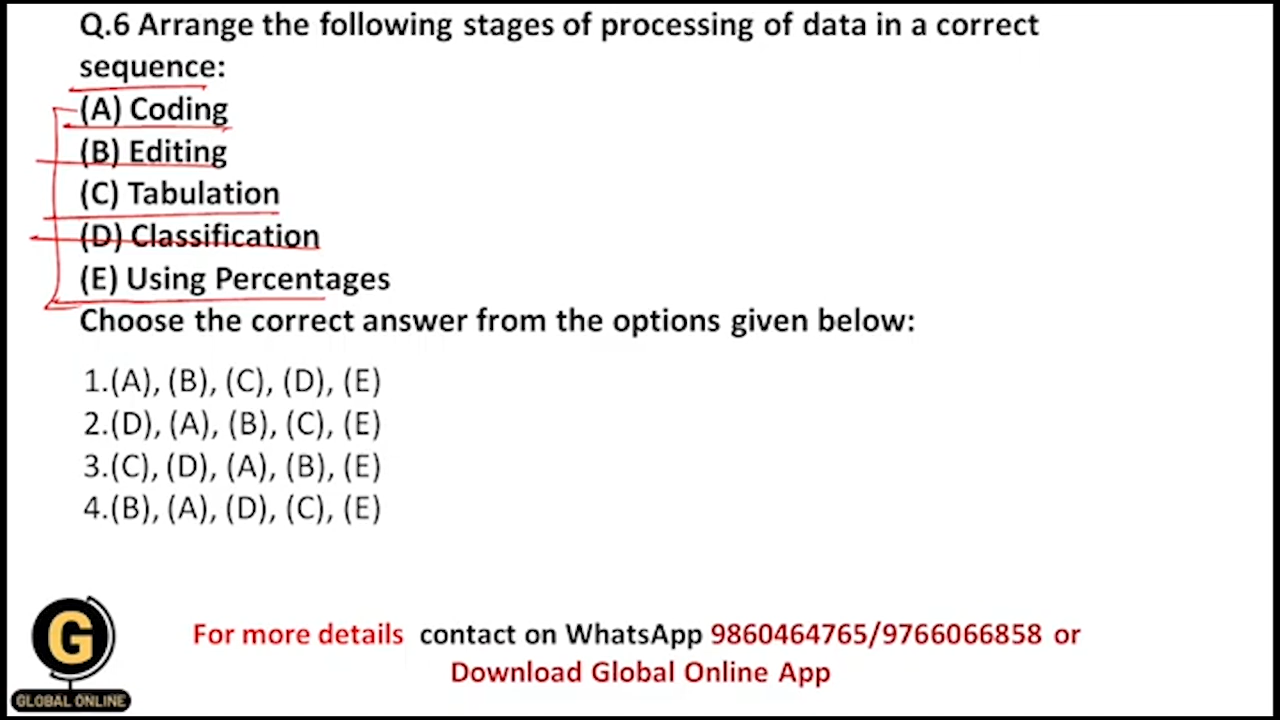 Q.6 Arrange the following stages of processing of data in a correct
sequence:
(A) Coding
(B) Editing
(C) Tabulation
(D) Classification
(E) Using Percentages
Choose the correct answer from the options given below:
1.(A), (B), (C), (D), (E)
2.(D), (A), (B), (C), (E)
3.(C), (D), (A), (B), (E)
4.(B), (A), (D), (C), (E)
For more details contact on WhatsApp 9860464765/9766066858 or
Download Global Online App
G
GLOBAL ONLINE